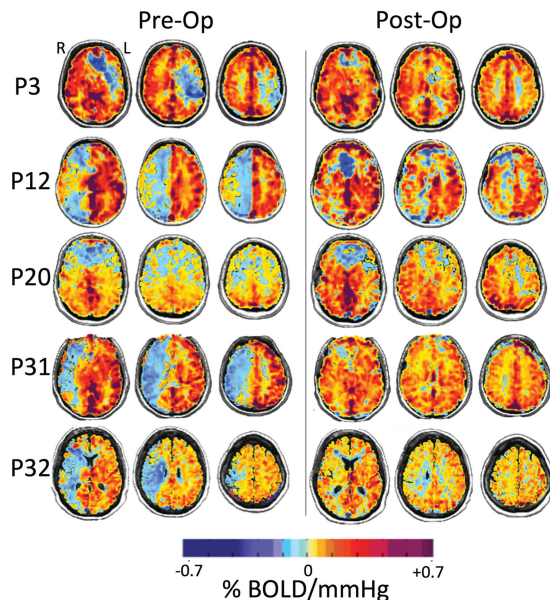 Pre-Op
Post-Op
R L
P3
P12
P20
P31
P32
-0.7 0 +0.7
% BOLD/mmHg